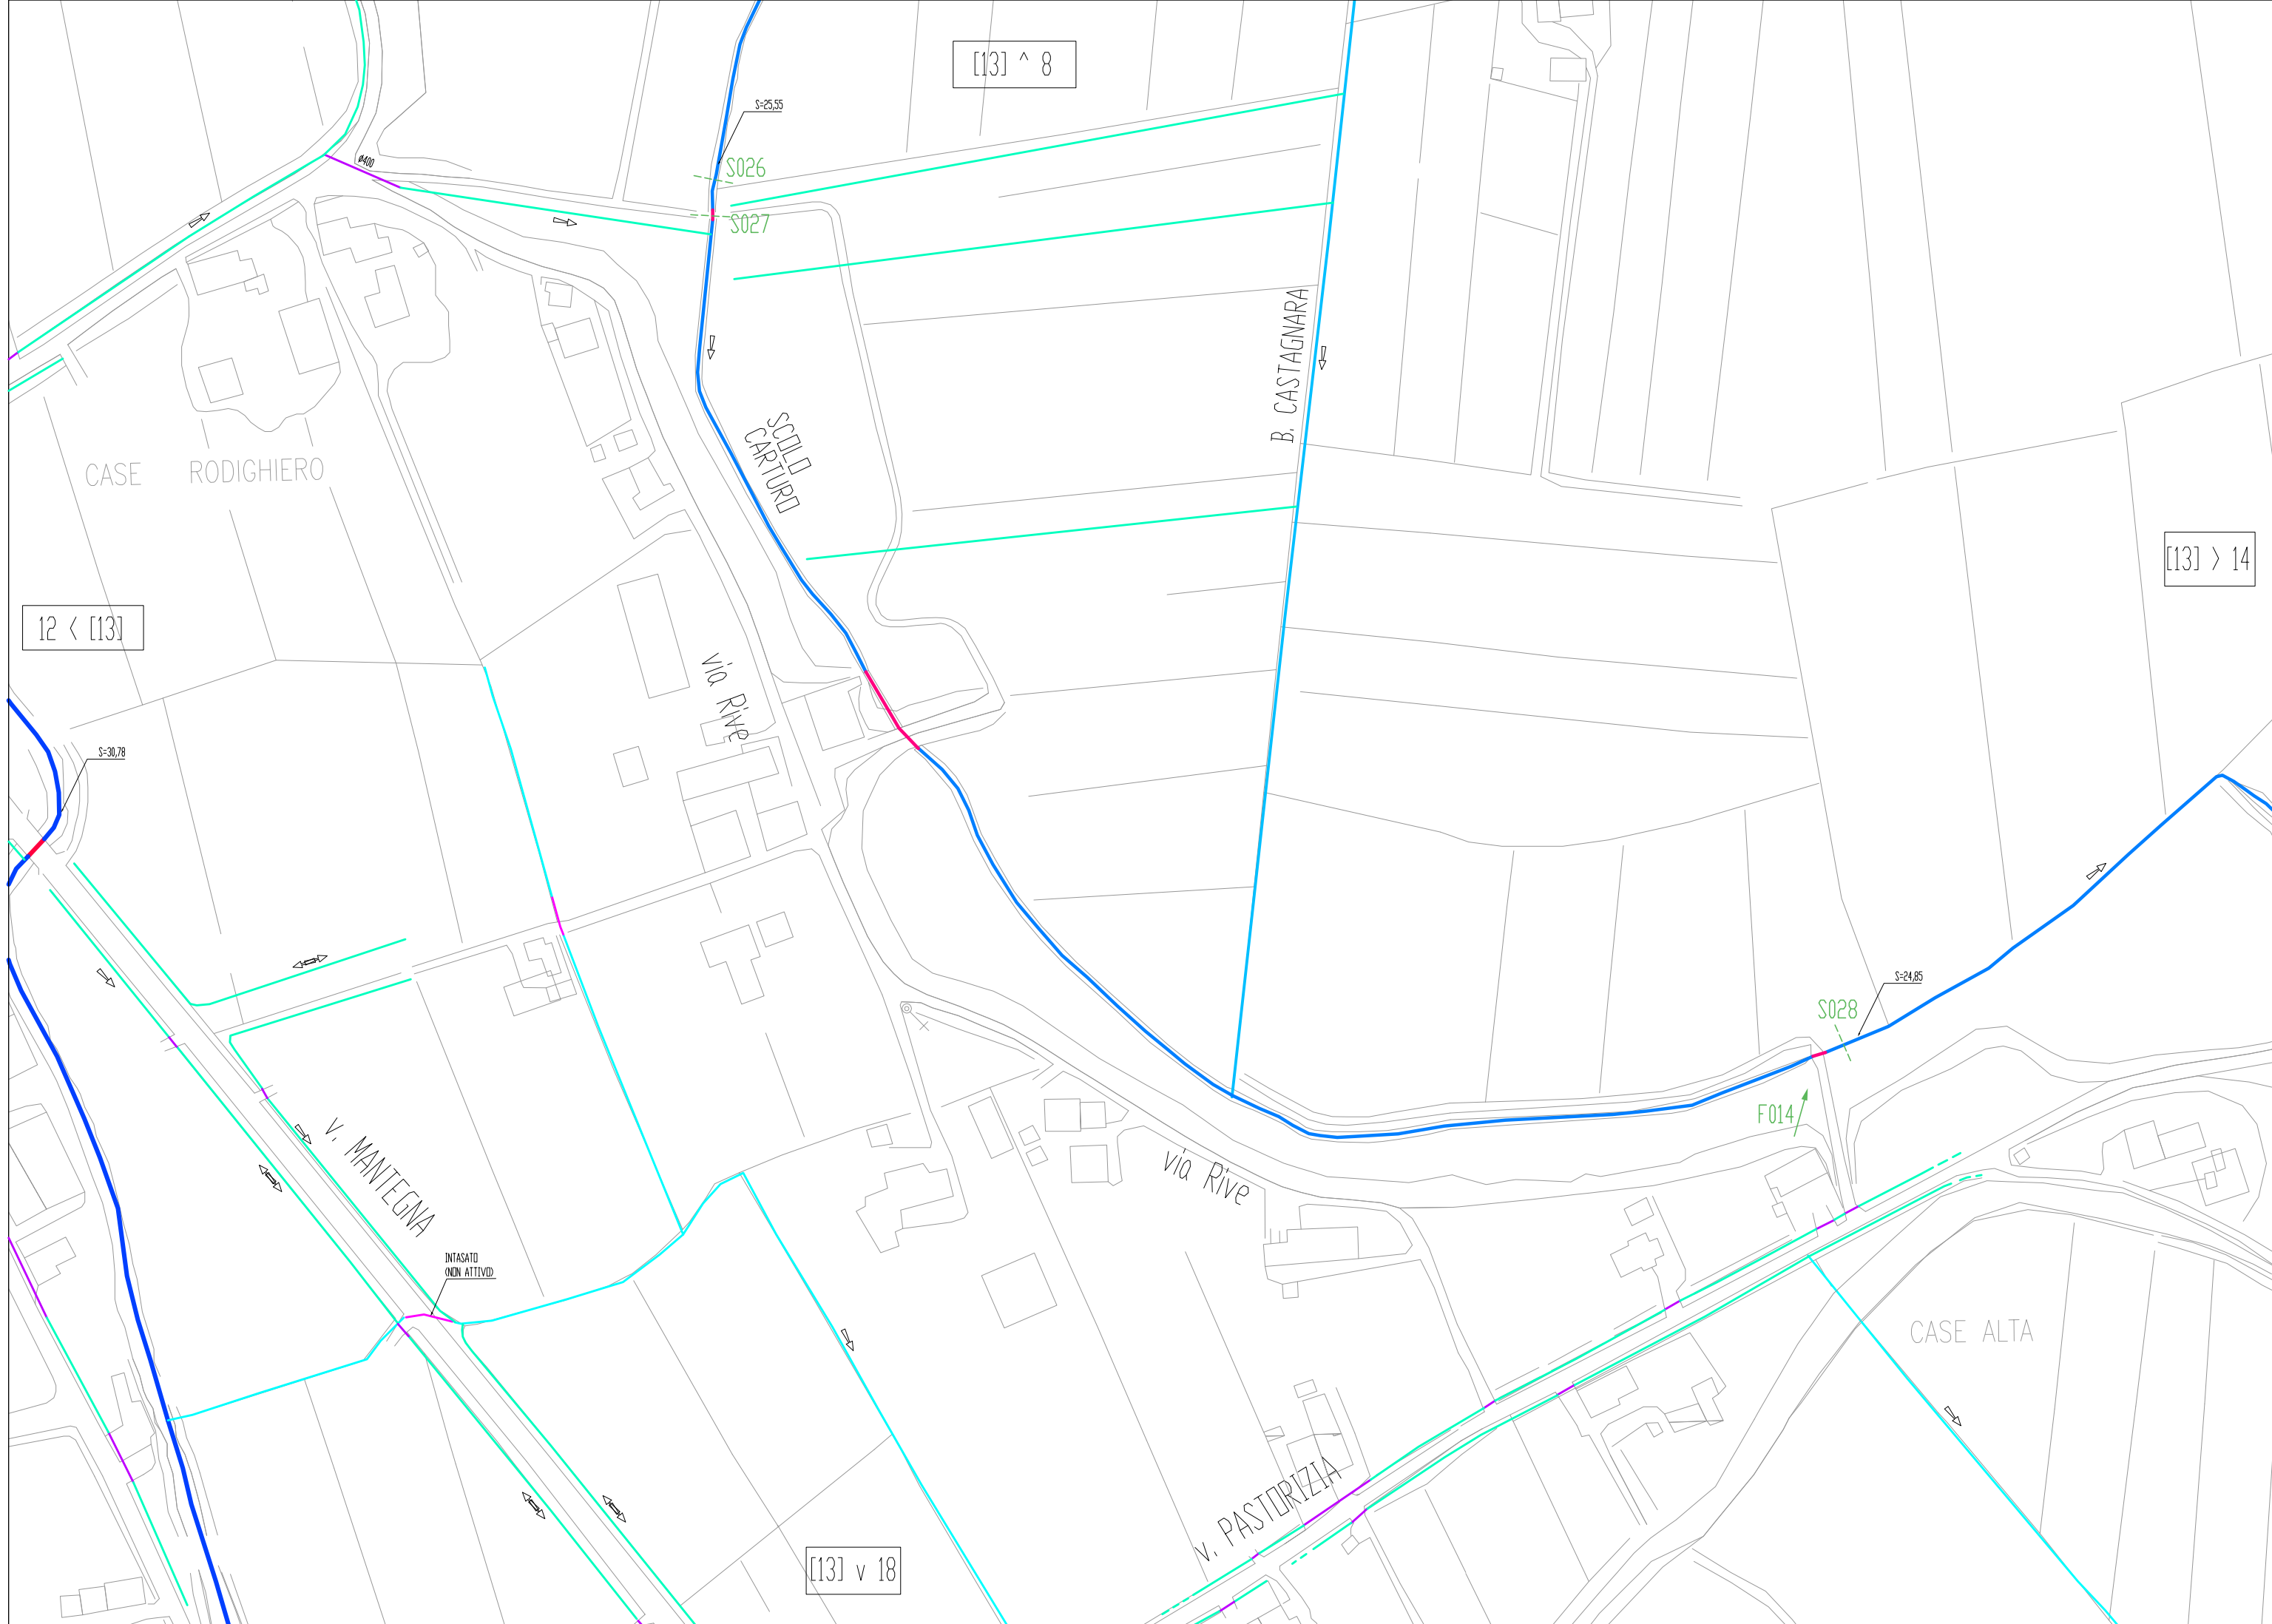 [13] ^ 8
S=25,55
ø400
S026
S027
B. CASTAGNARA
SCOLO
CARTURO
CASE RODIGHIERO
[13] > 14
12 < [13]
via Rive
S=30,78
S=24,85
S028
F014
V. MANTEGNA
via Rive
INTASATO
(NON ATTIVO)
CASE ALTA
V. PASTORIZIA
[13] v 18